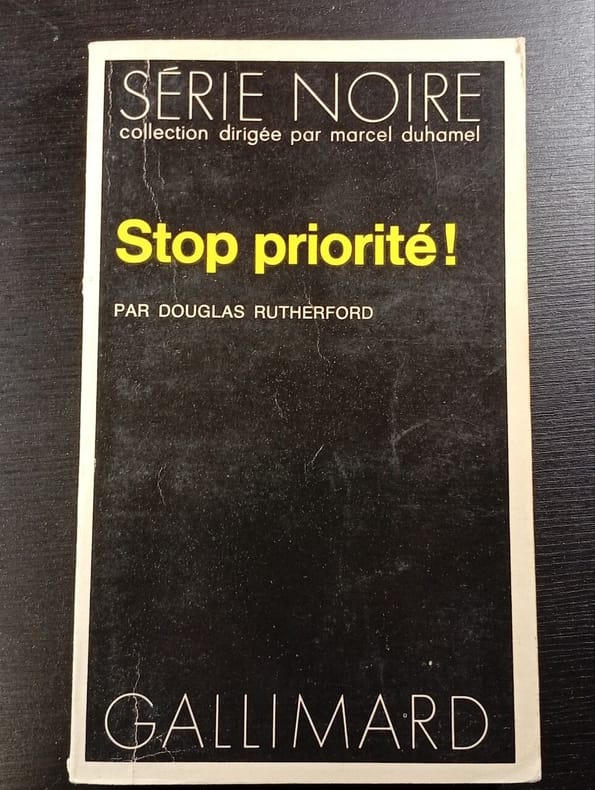 SÉRIE NOIRE
collection dirigée par marcel duhamel
Stop priorité!
PAR DOUGLAS RUTHERFORD
GALLIMARD